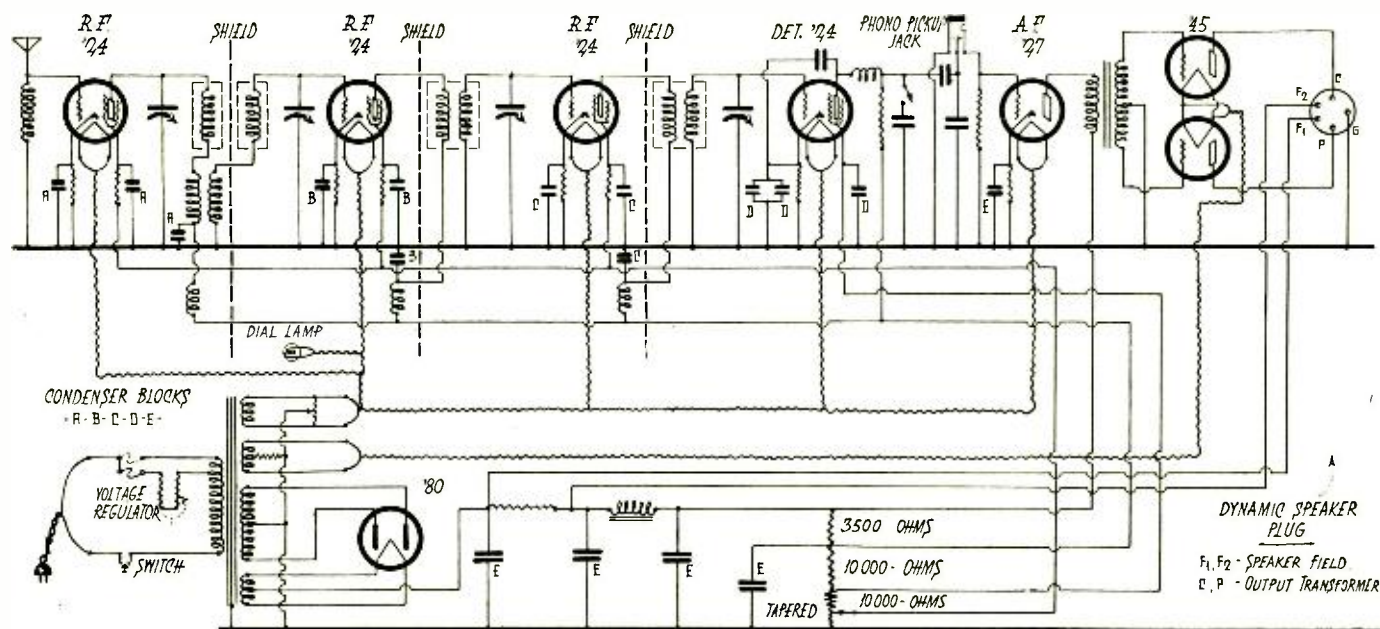 R.F. '24
SHIELD
R.F. '24
SHIELD
R.F. '24
SHIELD
DET. '24
PHONO PICKUP
JACK
A.F. '27
'45
C
F2
F1
G
P
A
A
A
B
B
B
C
C
C
D
D
D
E
DIAL LAMP
CONDENSER BLOCKS
-A-B-C-D-E-
VOLTAGE
REGULATOR
SWITCH
'80
E
E
E
E
3500 OHMS
10000-OHMS
10000-OHMS
TAPERED
DYNAMIC SPEAKER
PLUG
F1, F2 - SPEAKER FIELD
C, P - OUTPUT TRANSFORMER